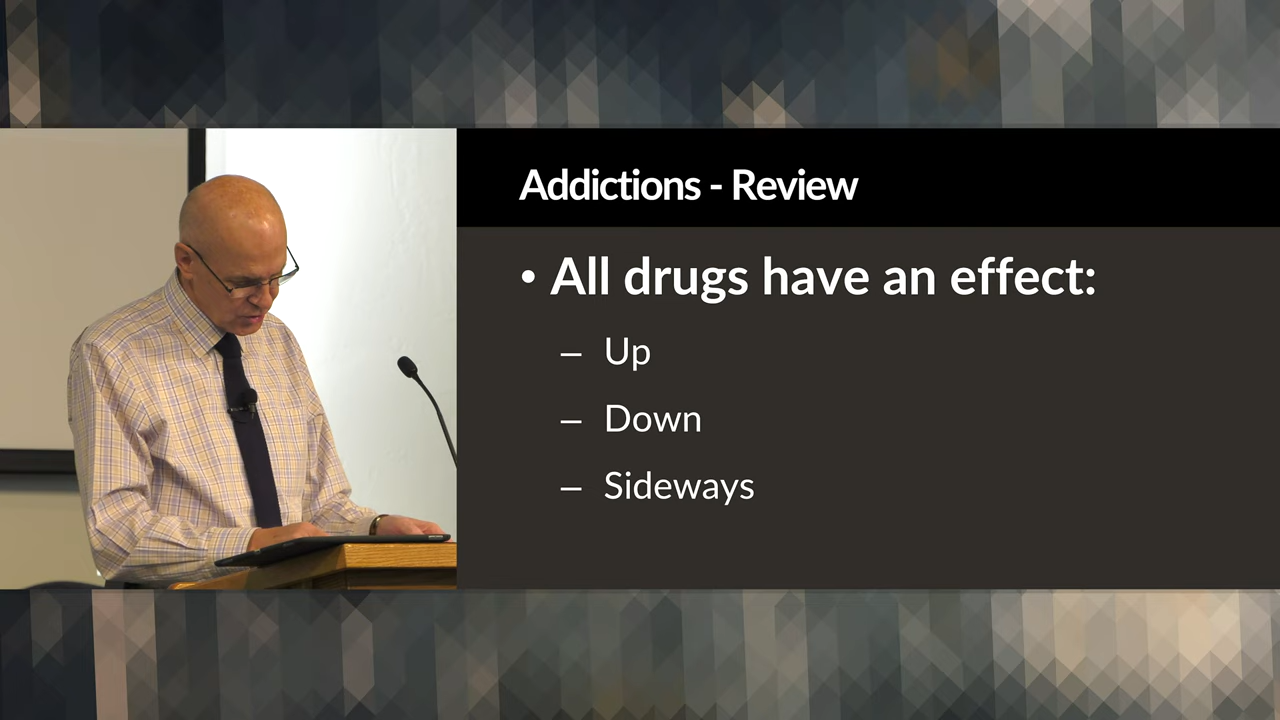 Addictions - Review
• All drugs have an effect:
– Up
– Down
– Sideways